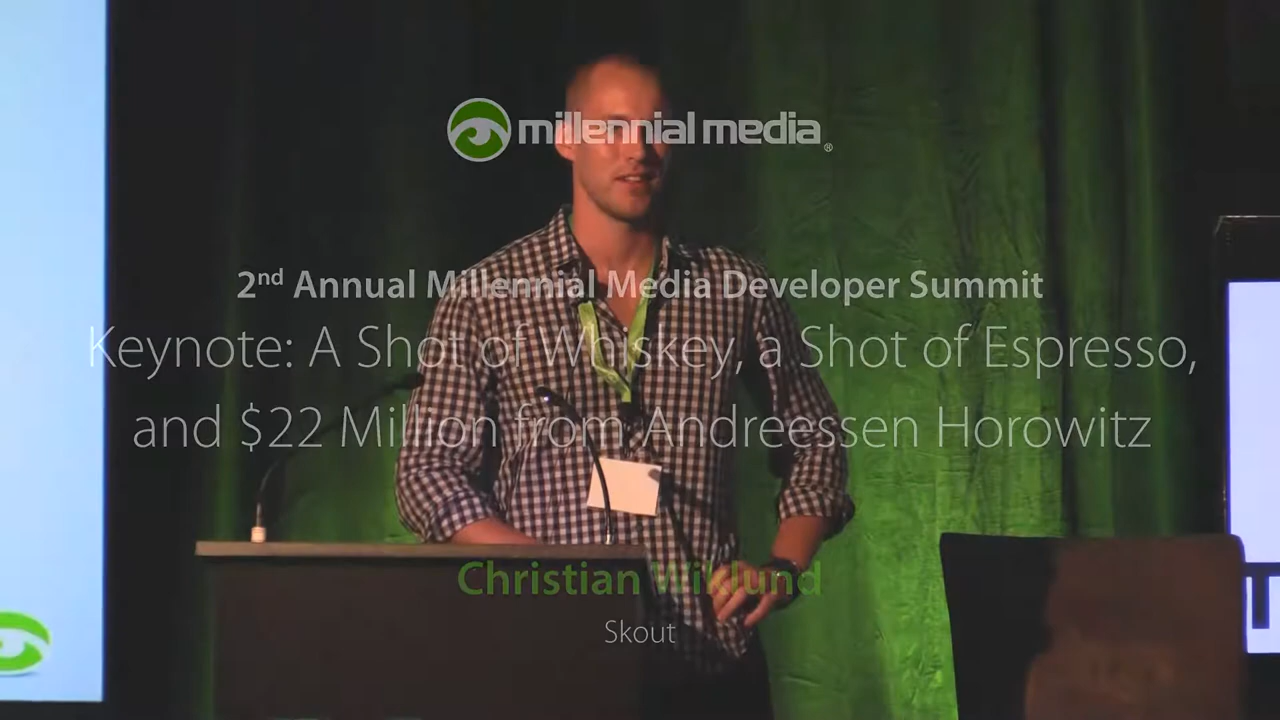 millennial media®
2nd Annual Millennial Media Developer Summit
Keynote: A Shot of Whiskey, a Shot of Espresso,
and $22 Million from Andreessen Horowitz
Christian Wiklund
Skout